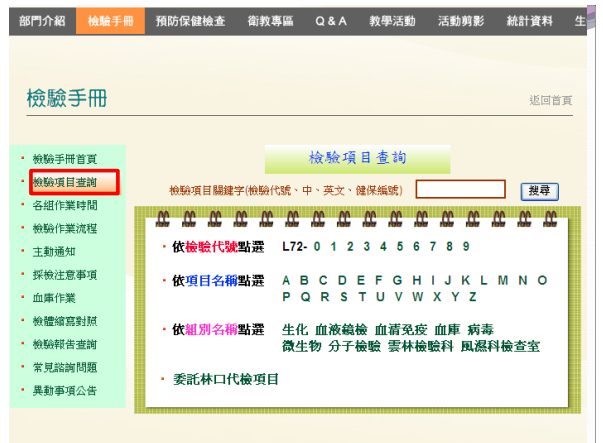 部門介紹 檢驗手冊 預防保健檢查 衛教專區 Q & A 教學活動 活動剪影 統計資料 生
檢驗手冊
返回首頁
檢驗手冊首頁
檢驗項目查詢
各組作業時間
檢驗作業流程
主動通知
採檢注意事項
血庫作業
檢體縮寫對照
檢驗報告查詢
常見諮詢問題
異動事項公告
檢驗項目查詢
檢驗項目關鍵字(檢驗代號、中、英文、健保編號) 搜尋
依檢驗代號點選 L72- 0 1 2 3 4 5 6 7 8 9
依項目名稱點選 A B C D E F G H I J K L M N O
P Q R S T U V W X Y Z
依組別名稱點選 生化 血液鏡檢 血清免疫 血庫 病毒
微生物 分子檢驗 雲林檢驗科 風濕科檢查室
委託林口代檢項目